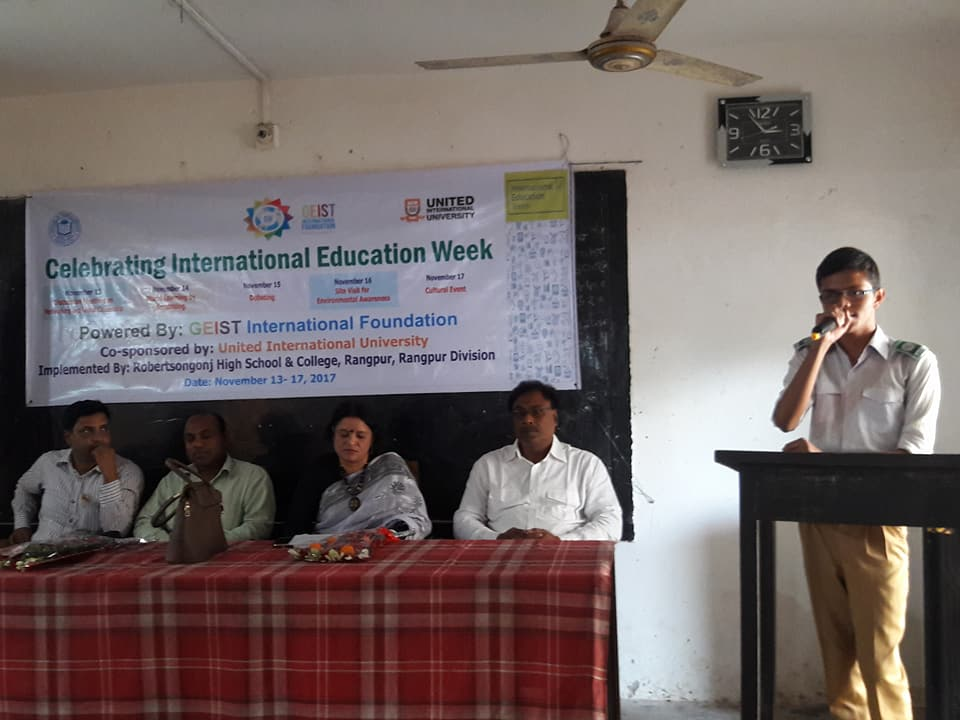 GEIST
INTERNATIONAL
FOUNDATION
UNITED
INTERNATIONAL
UNIVERSITY
International
Education
Week
Celebrating International Education Week
November 13
November 14
November 15
November 16
November 17
Debating
Site Visit for
Environmental Awareness
Cultural Event
Powered By: GEIST International Foundation
Co-sponsored by: United International University
Implemented By: Robertsongonj High School & College, Rangpur, Rangpur Division
Date: November 13- 17, 2017
12
9
3
6